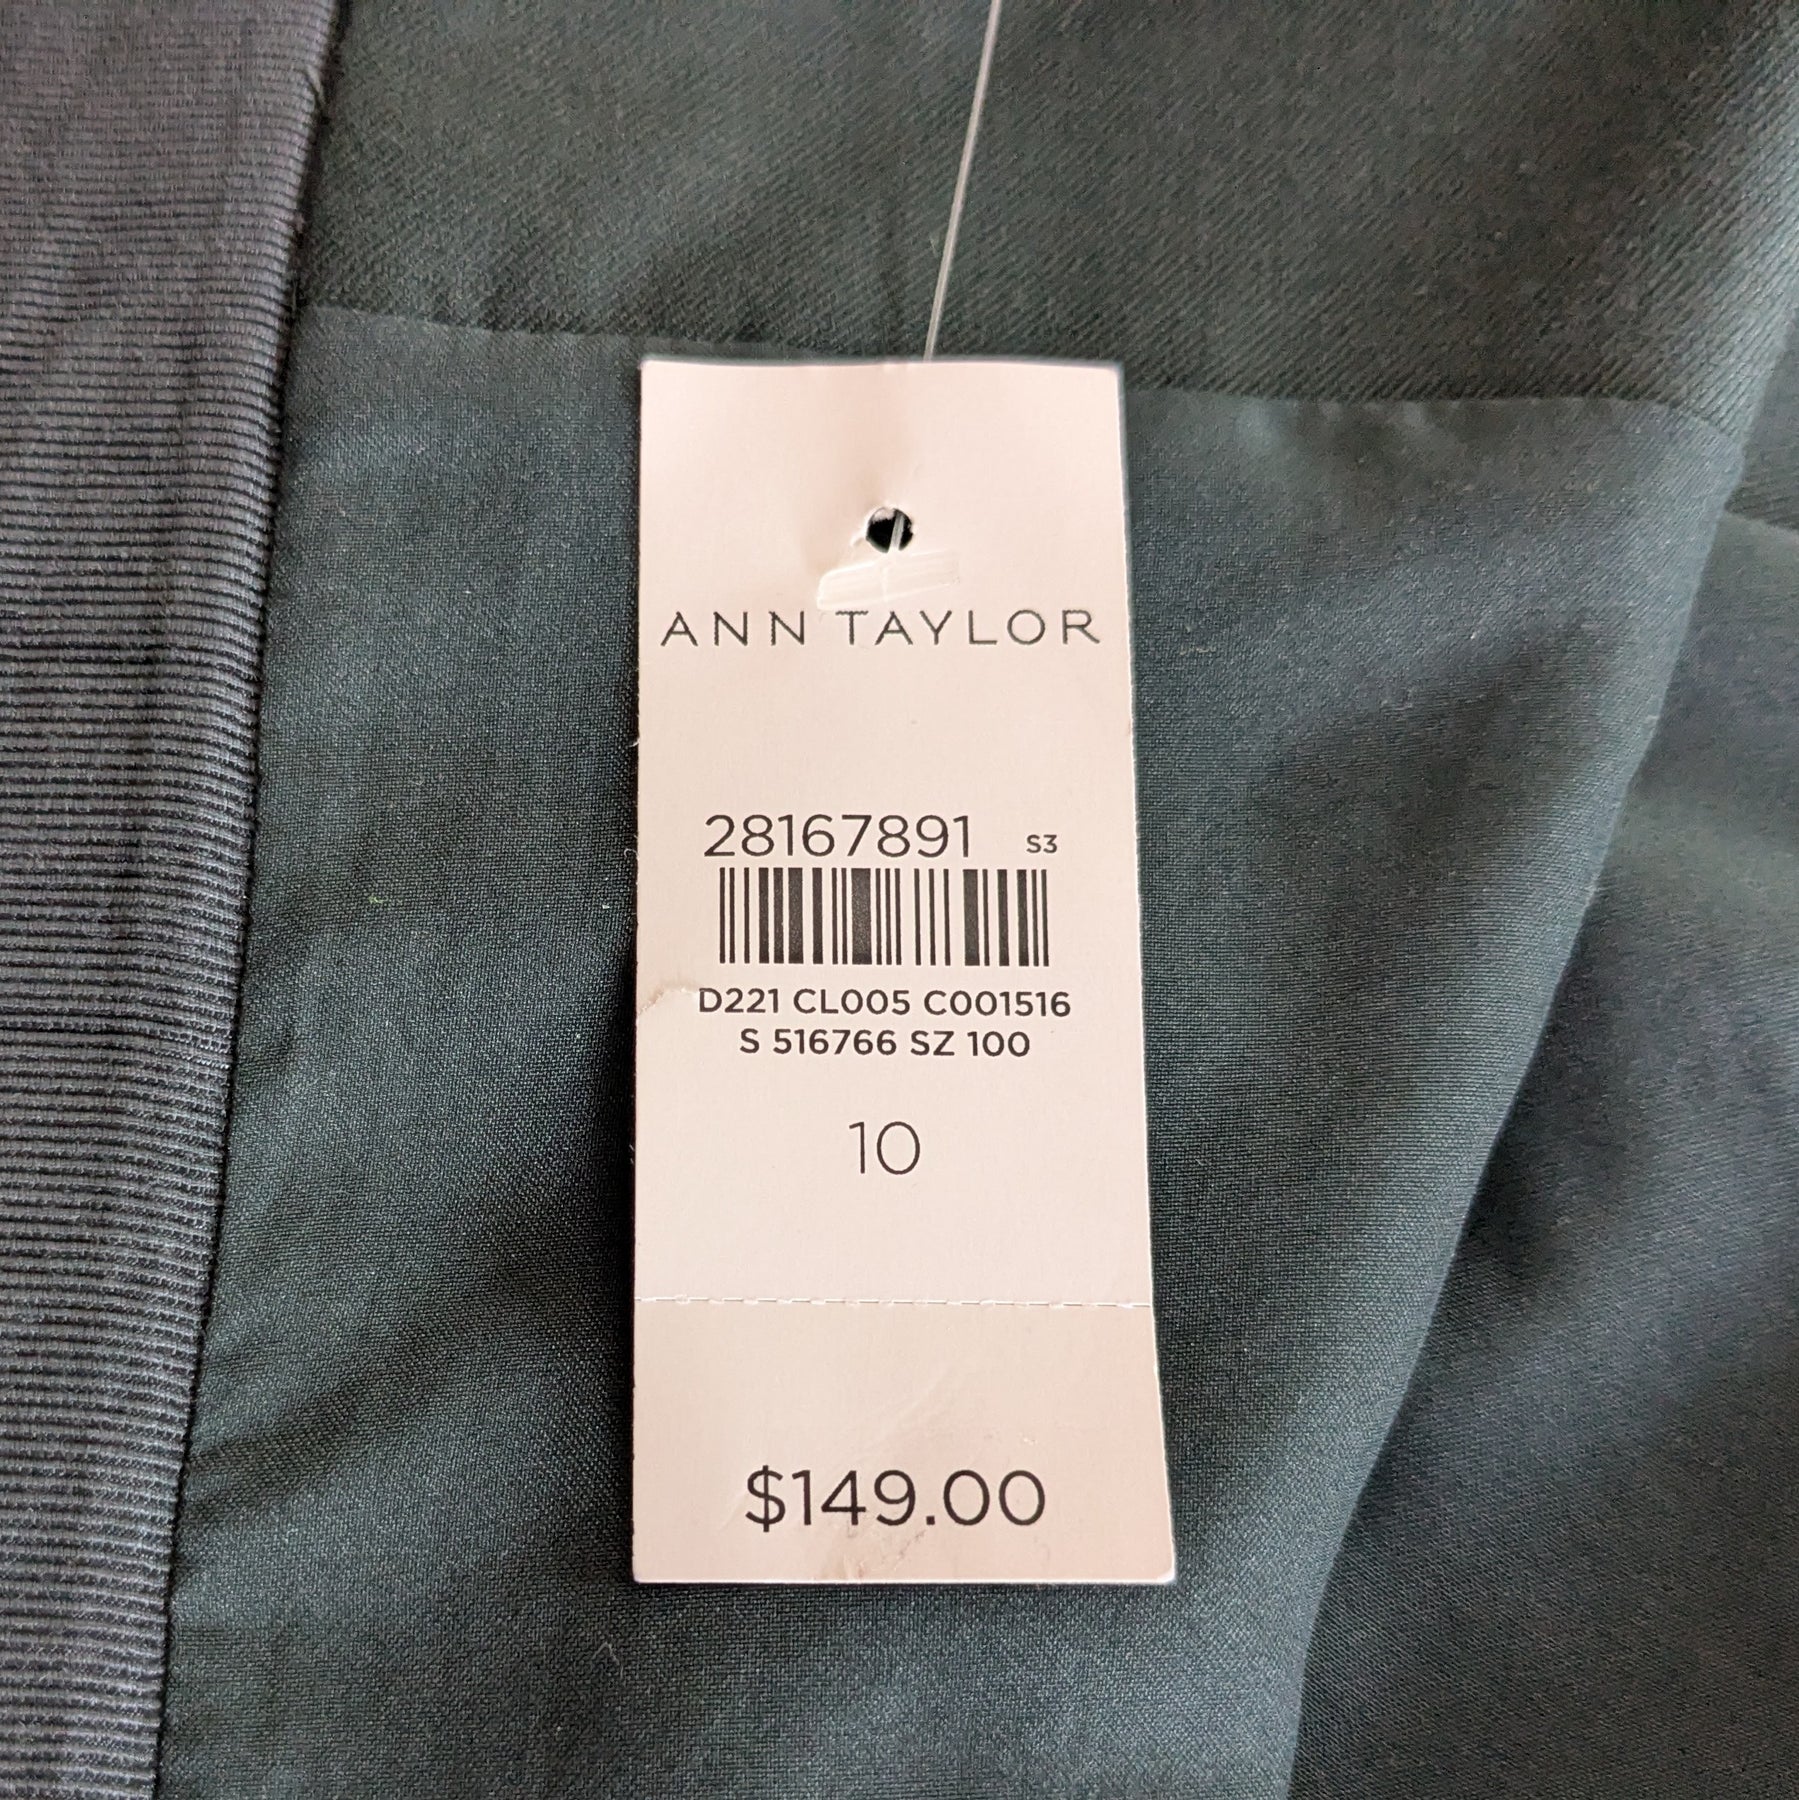 ANN TAYLOR
28167891 S3
D221 CL005 C001516
S 516766 SZ 100
10
$149.00